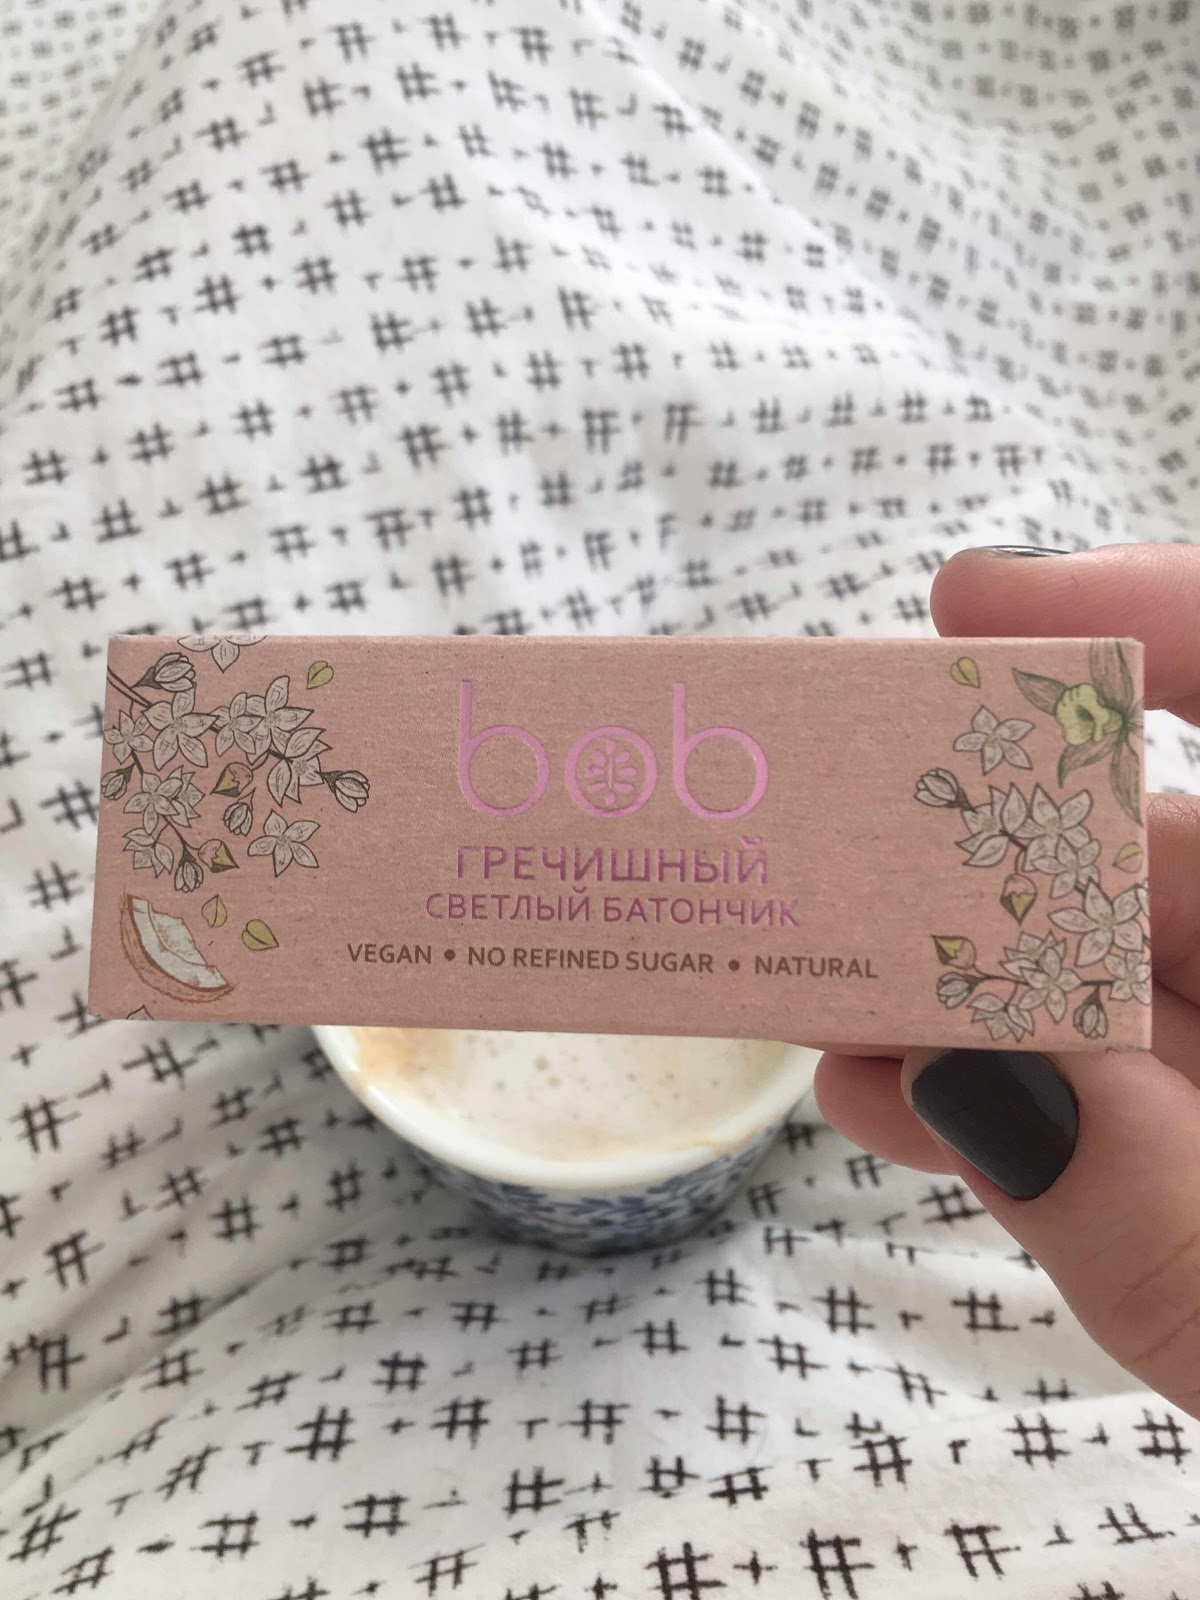 bob
ГРЕЧИШНЫЙ
СВЕТЛЫЙ БАТОНЧИК
VEGAN • NO REFINED SUGAR • NATURAL